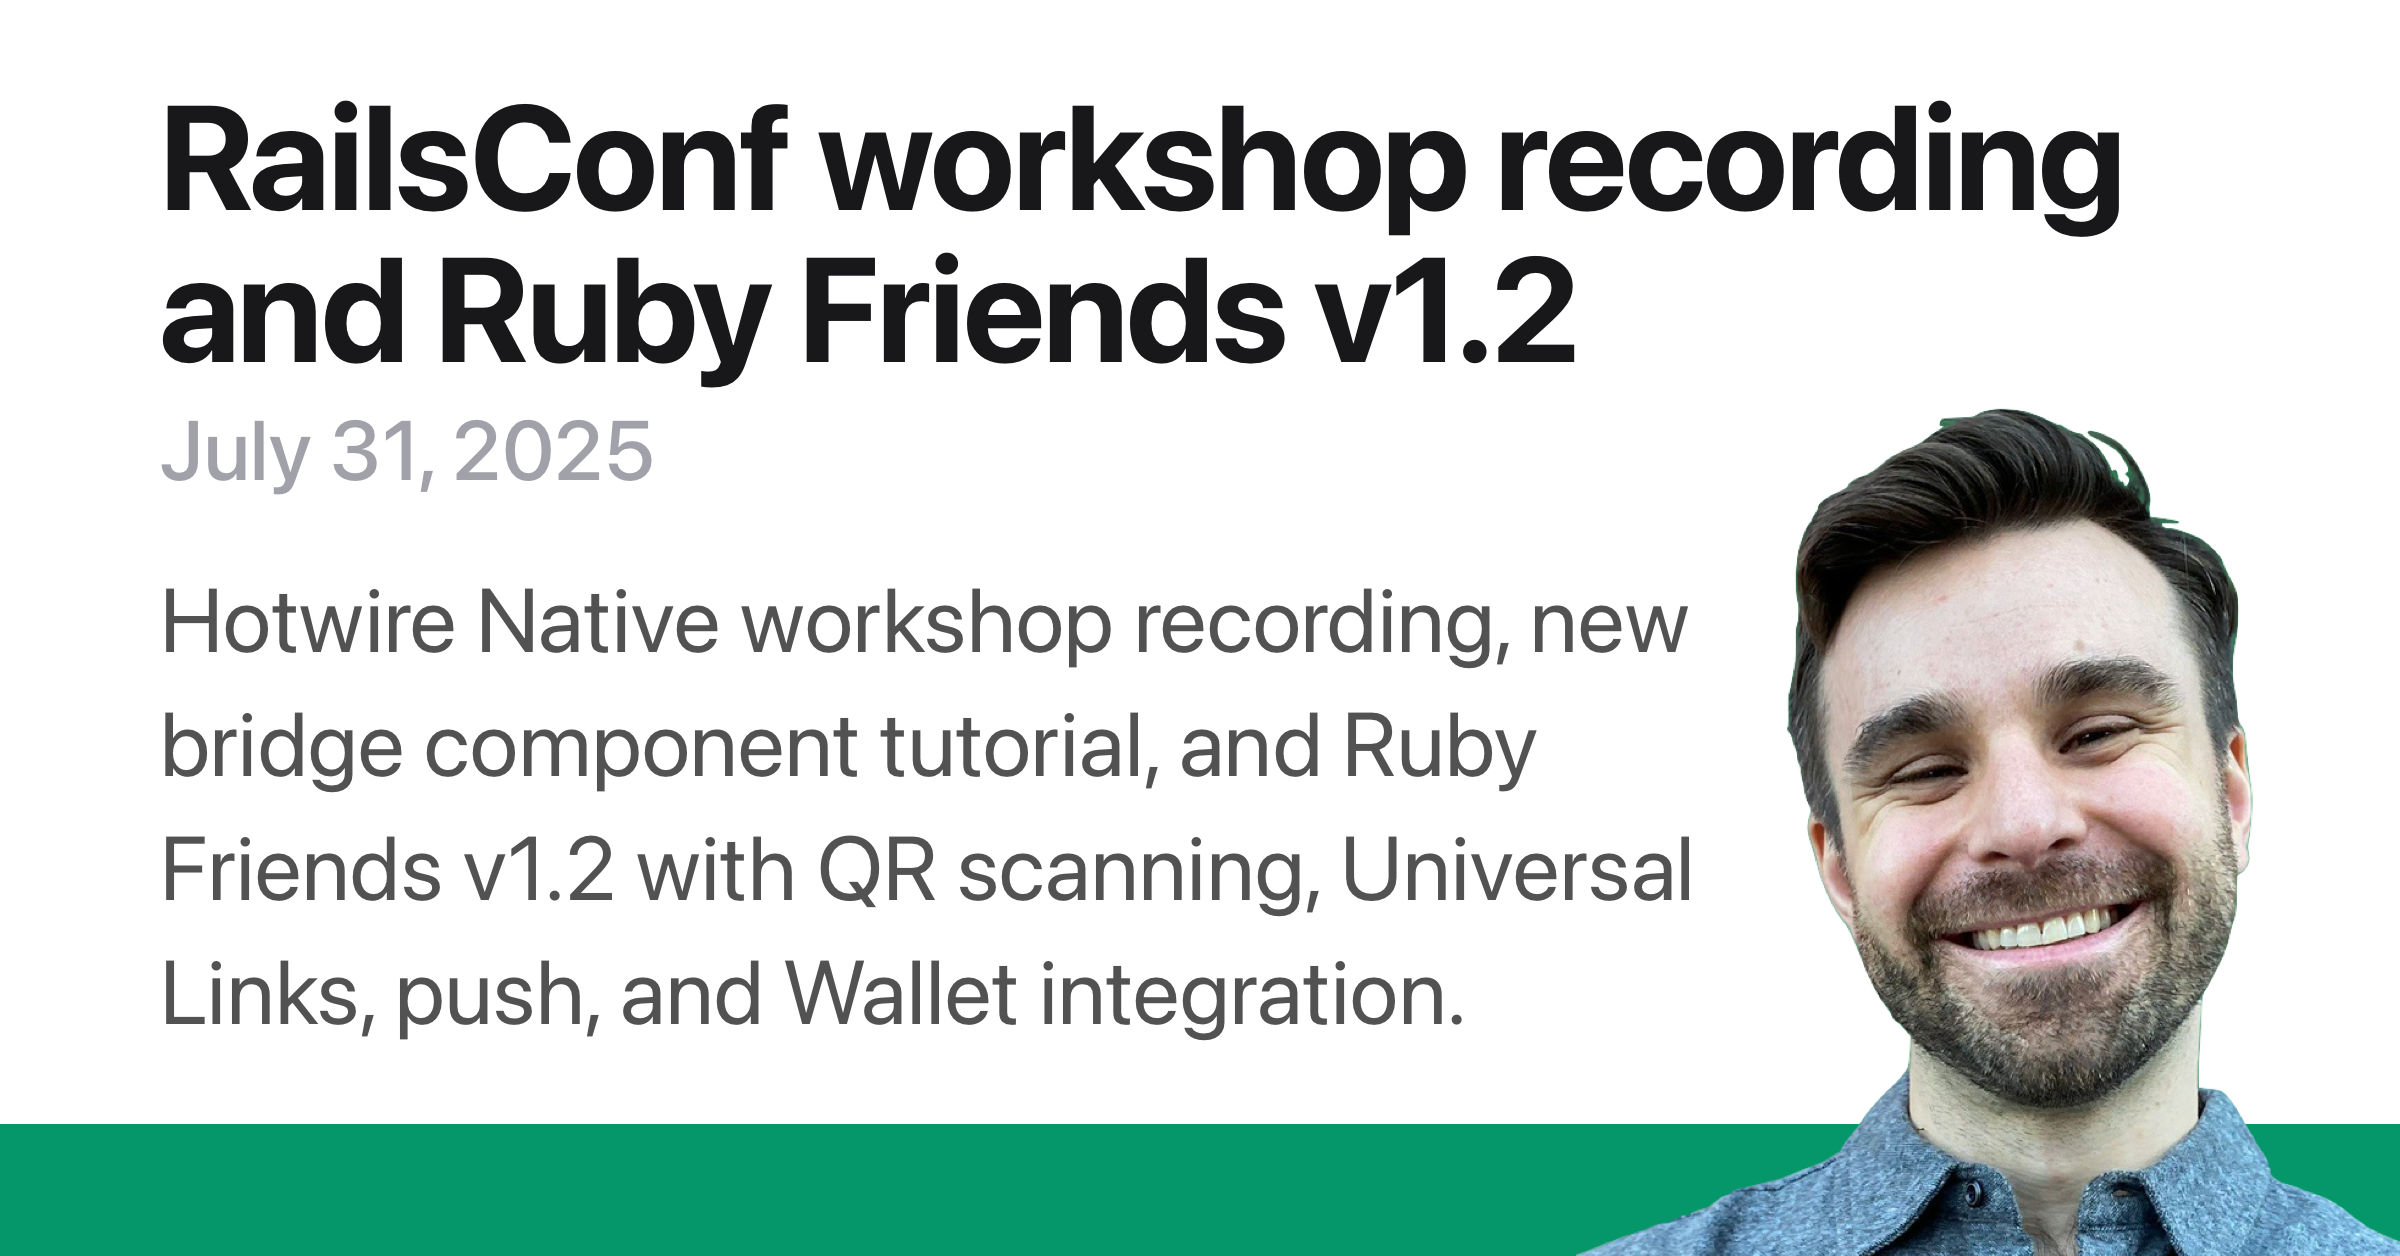 RailsConf workshop recording
and Ruby Friends v1.2
July 31, 2025
Hotwire Native workshop recording, new
bridge component tutorial, and Ruby
Friends v1.2 with QR scanning, Universal
Links, push, and Wallet integration.